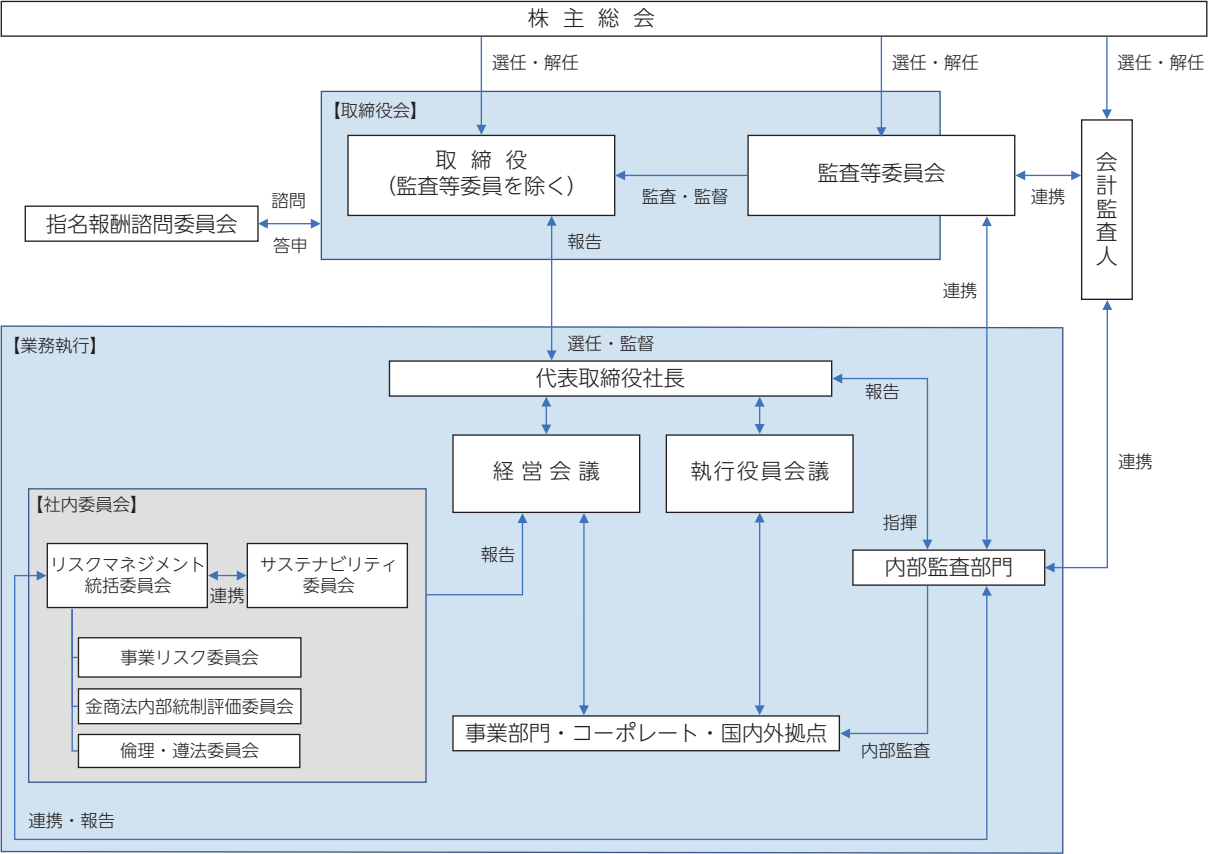 株主総会
選任・解任
選任・解任
選任・解任
【取締役会】
取締役
（監査等委員を除く）
監査等委員会
会計監査人
監査・監督
連携
諮問
指名報酬諮問委員会
答申
報告
連携
【業務執行】
選任・監督
代表取締役社長
報告
経営会議
執行役員会議
連携
【社内委員会】
指揮
報告
リスクマネジメント
統括委員会
サステナビリティ
委員会
連携
内部監査部門
事業リスク委員会
金商法内部統制評価委員会
倫理・遵法委員会
事業部門・コーポレート・国内外拠点
内部監査
連携・報告